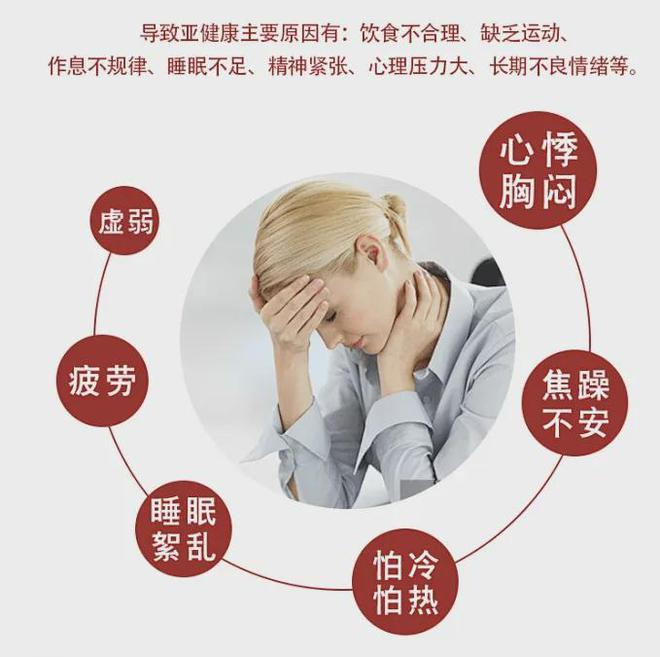 导致亚健康主要原因有：饮食不合理、缺乏运动、
作息不规律、睡眠不足、精神紧张、心理压力大、长期不良情绪等。
心悸
胸闷
虚弱
疲劳
焦躁
不安
睡眠
絮乱
怕冷
怕热